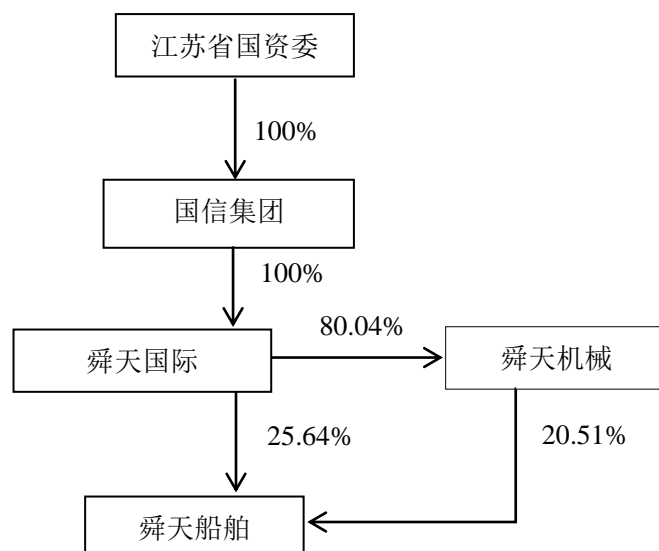 江苏省国资委
100%
国信集团
100%
80.04%
舜天国际
舜天机械
25.64%
20.51%
舜天船舶